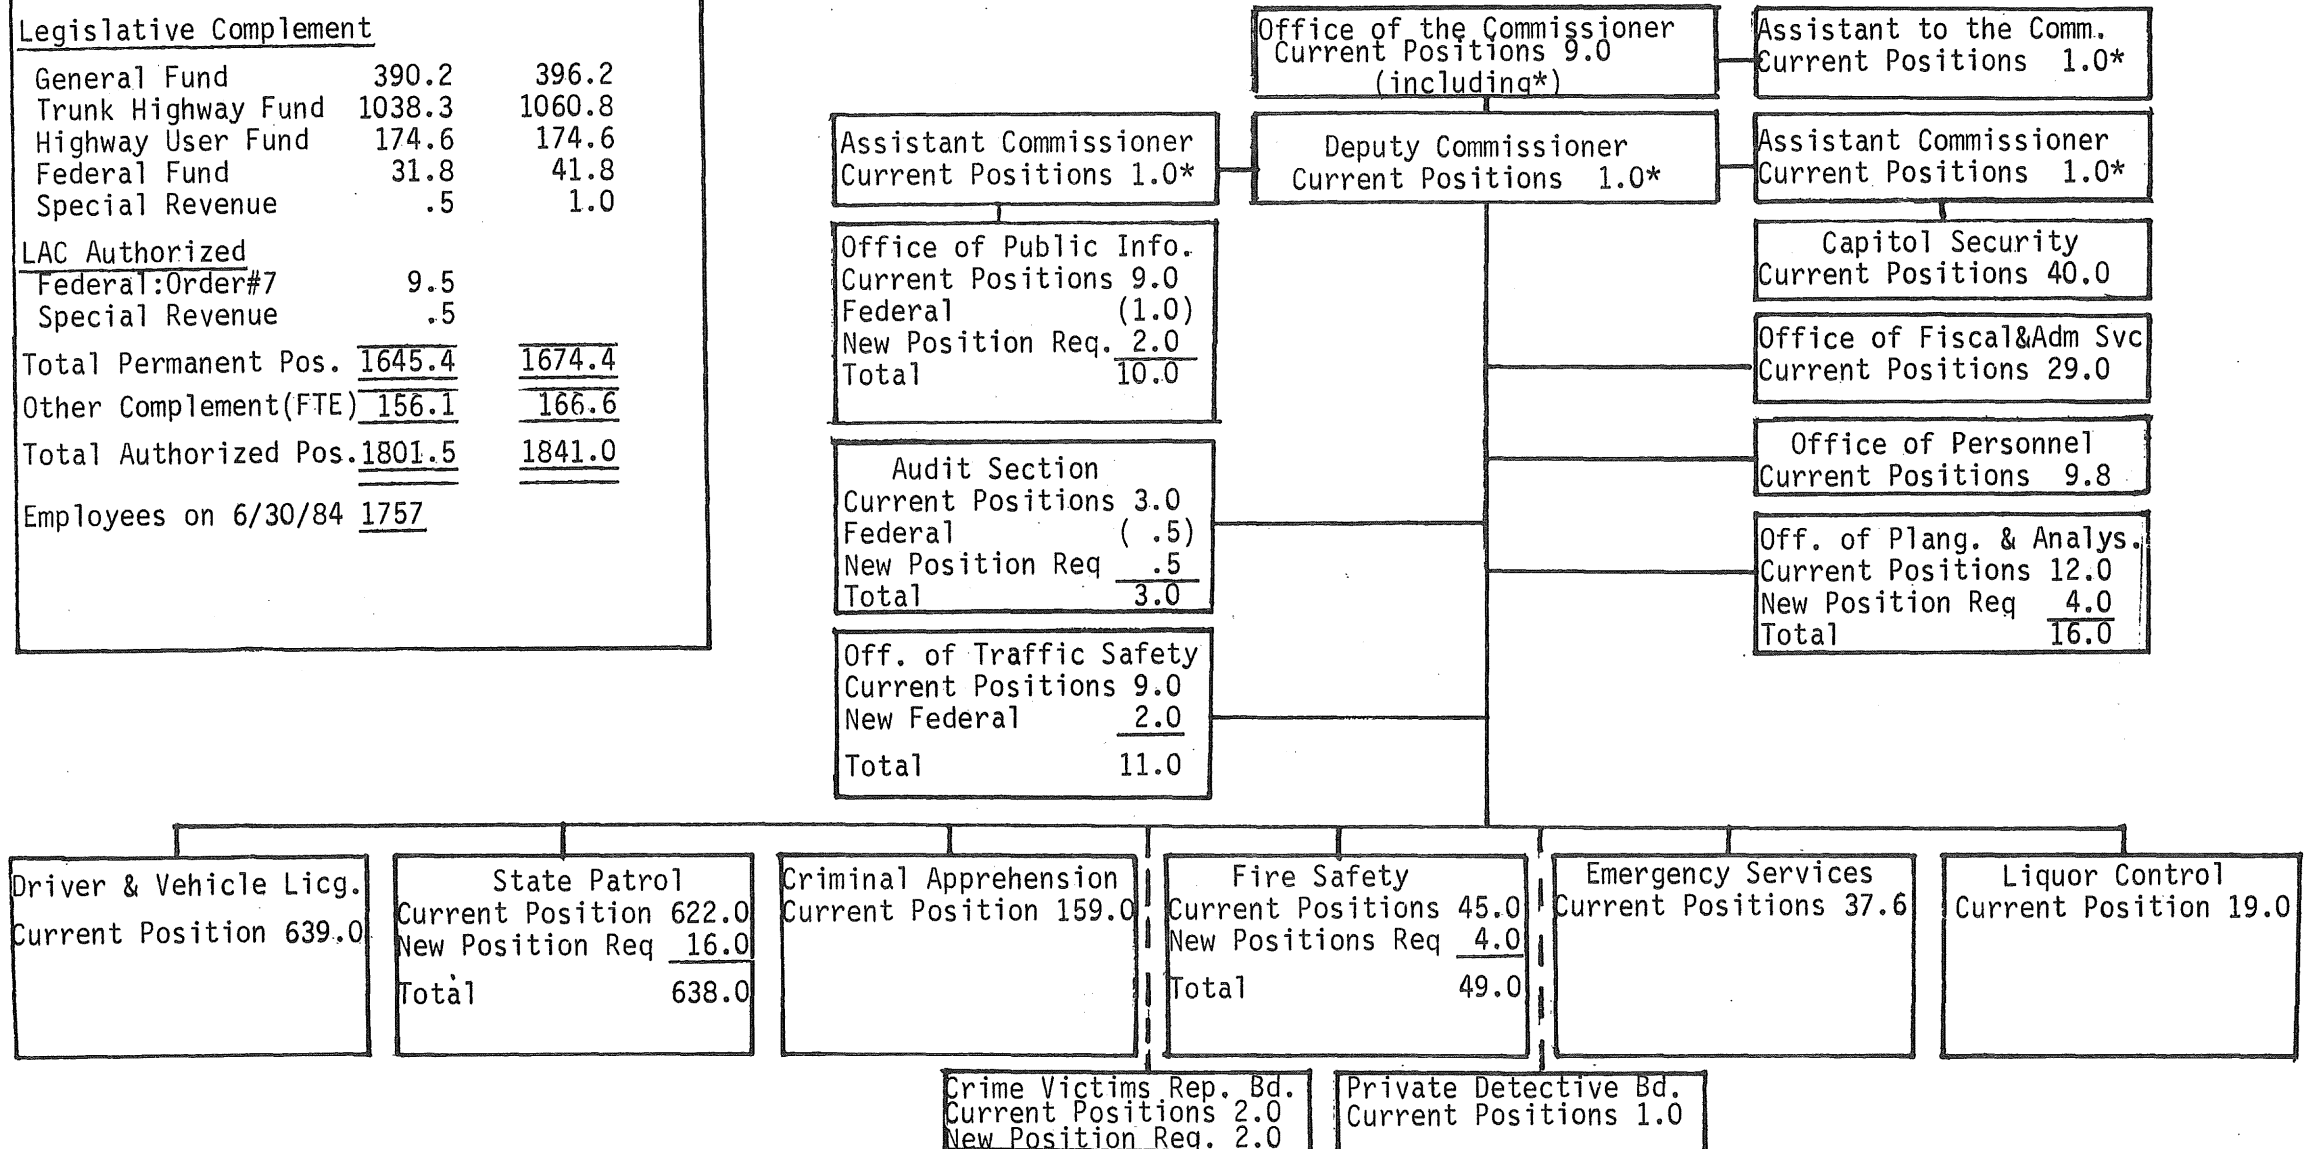 Legislative Complement
General Fund 390.2 396.2
Trunk Highway Fund 1038.3 1060.8
Highway User Fund 174.6 174.6
Federal Fund 31.8 41.8
Special Revenue .5 1.0
LAC Authorized
Federal:Order#7 9.5
Special Revenue .5
Total Permanent Pos. 1645.4 1674.4
Other Complement(FTE) 156.1 166.6
Total Authorized Pos. 1801.5 1841.0
Employees on 6/30/84 1757
Office of the Commissioner
Current Positions 9.0
(including*)
Assistant to the Comm.
Current Positions 1.0*
Assistant Commissioner
Current Positions 1.0*
Deputy Commissioner
Current Positions 1.0*
Assistant Commissioner
Current Positions 1.0*
Office of Public Info.
Current Positions 9.0
Federal (1.0)
New Position Req. 2.0
Total 10.0
Capitol Security
Current Positions 40.0
Office of Fiscal&Adm Svc
Current Positions 29.0
Audit Section
Current Positions 3.0
Federal ( .5)
New Position Req .5
Total 3.0
Office of Personnel
Current Positions 9.8
Off. of Plang. & Analys.
Current Positions 12.0
New Position Req 4.0
Total 16.0
Off. of Traffic Safety
Current Positions 9.0
New Federal 2.0
Total 11.0
Driver & Vehicle Licg.
Current Position 639.0
State Patrol
Current Position 622.0
New Position Req 16.0
Total 638.0
Criminal Apprehension
Current Position 159.0
Fire Safety
Current Positions 45.0
New Positions Req 4.0
Total 49.0
Emergency Services
Current Positions 37.6
Liquor Control
Current Position 19.0
Crime Victims Rep. Bd.
Current Positions 2.0
New Position Req. 2.0
Private Detective Bd.
Current Positions 1.0